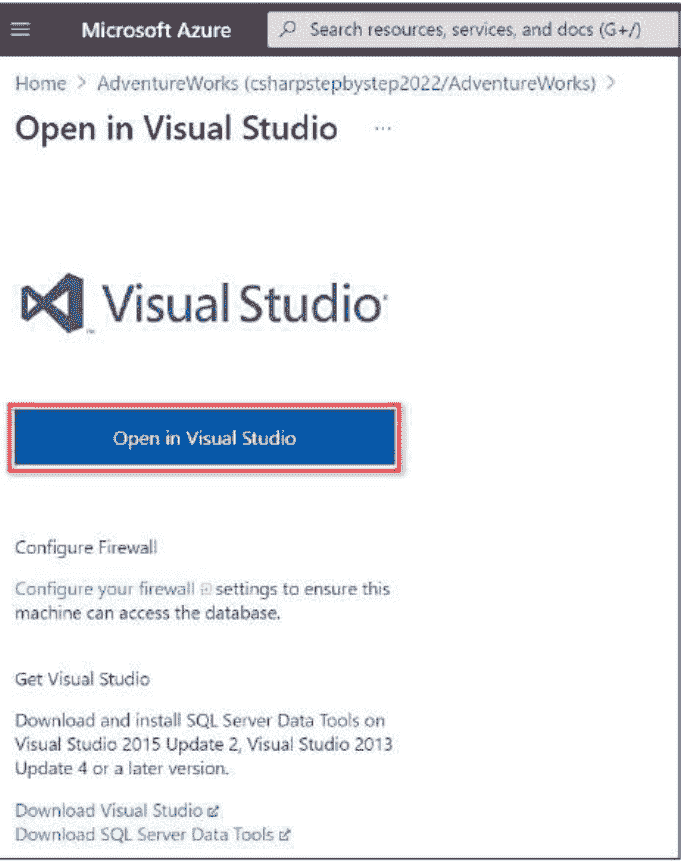 Microsoft Azure
Search resources, services, and docs (G+/)
Home > AdventureWorks (csharpstepbystep2022/AdventureWorks) >
Open in Visual Studio ...
Visual Studio
Open in Visual Studio
Configure Firewall
Configure your firewall settings to ensure this
machine can access the database.
Get Visual Studio
Download and install SQL Server Data Tools on
Visual Studio 2015 Update 2, Visual Studio 2013
Update 4 or a later version.
Download Visual Studio
Download SQL Server Data Tools